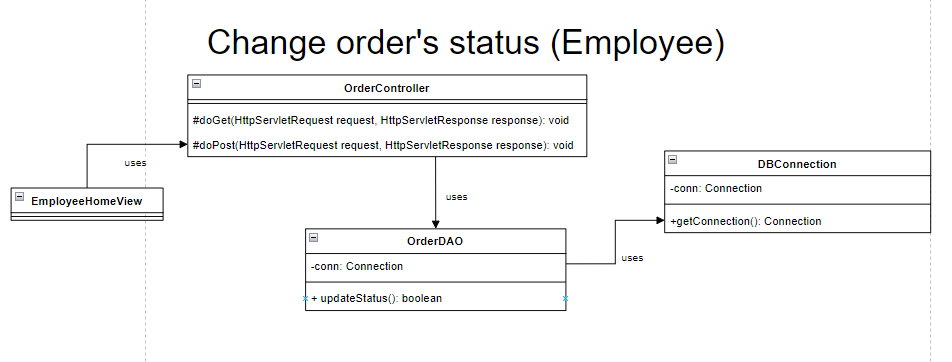 Change order's status (Employee)
OrderController
#doGet(HttpServletRequest request, HttpServletResponse response): void
#doPost(HttpServletRequest request, HttpServletResponse response): void
uses
EmployeeHomeView
uses
DBConnection
-conn: Connection
+getConnection(): Connection
OrderDAO
-conn: Connection
+ updateStatus(): boolean
uses